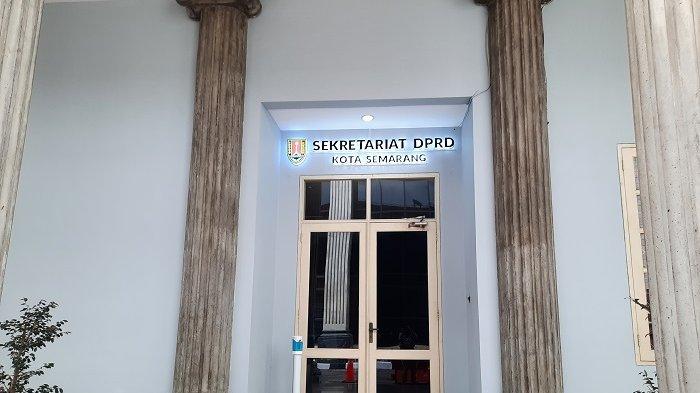 SEKRETARIAT DPRD
KOTA SEMARANG